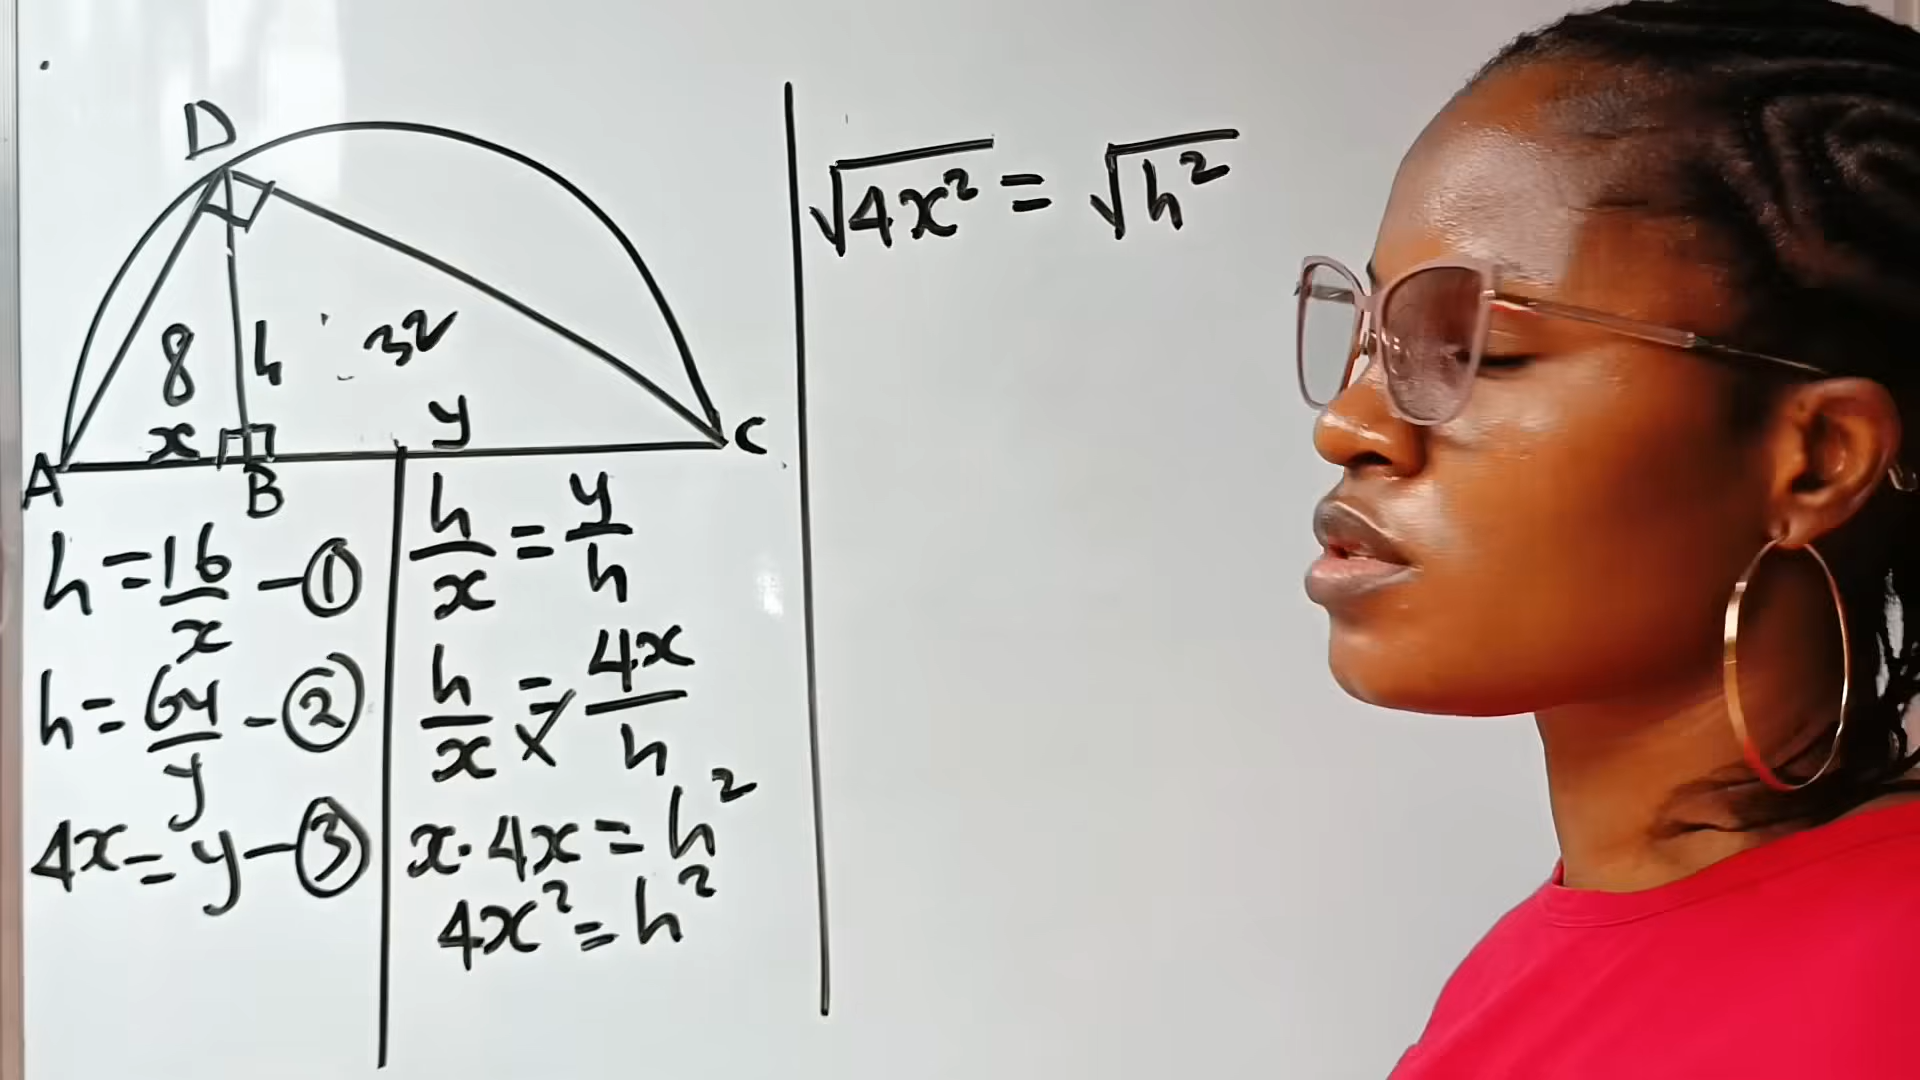 D
8 h 32
x y
A B C
h = 16/x - ①
h = 64/y - ②
4x = y - ③
h/x = y/h
h/x = 4x/h
x · 4x = h²
4x² = h²
√4x² = √h²